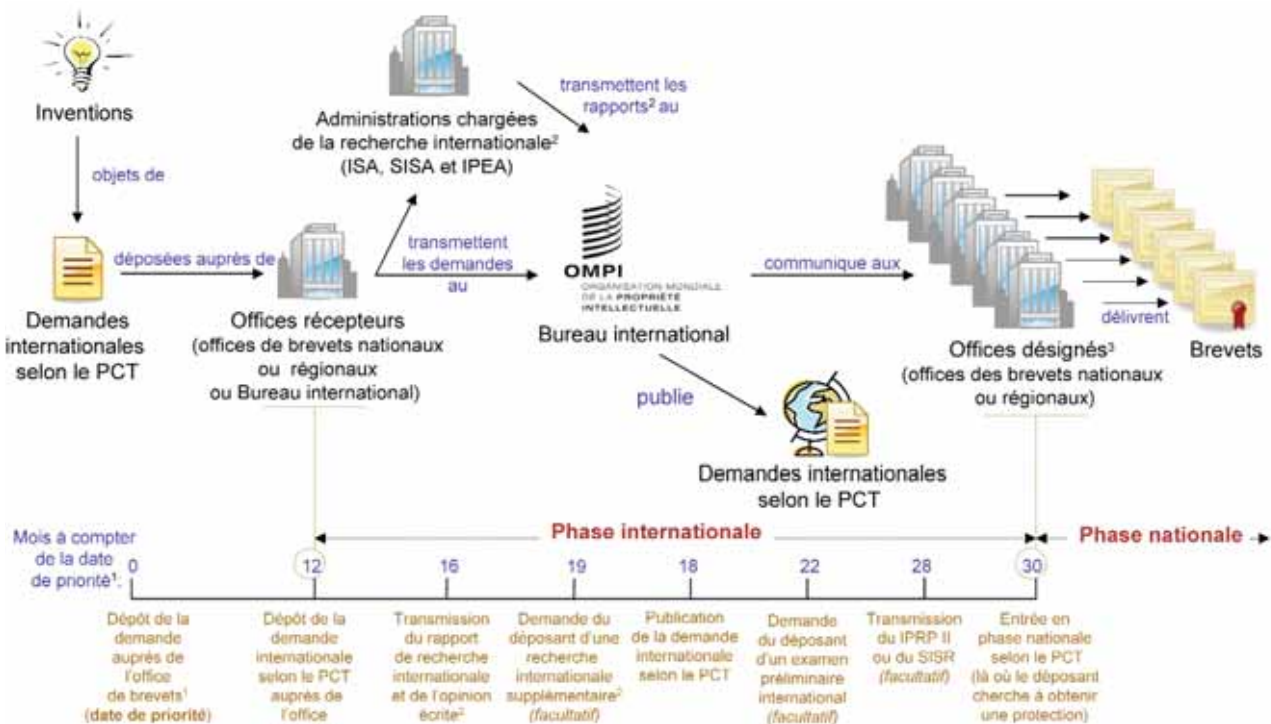 Inventions
objets de
Demandes
internationales
selon le PCT
déposées auprès de
Offices récepteurs
(offices de brevets nationaux
ou régionaux
ou Bureau international)
Administrations chargées
de la recherche internationale²
(ISA, SISA et IPEA)
transmettent les
rapports² au
transmettent
les demandes
au
OMPI
ORGANISATION MONDIALE
DE LA PROPRIÉTÉ
INTELLECTUELLE
Bureau international
publie
Demandes internationales
selon le PCT
communique aux
Offices désignés³
(offices des brevets nationaux
ou régionaux)
délivrent
Brevets
Phase internationale
Phase nationale
Mois à compter
de la date
de priorité¹:
0
12
16
19
18
22
28
30
Dépôt de la
demande
auprès de
l'office
de brevets¹
(date de priorité)
Dépôt de la
demande
internationale
selon le PCT
auprès de
l'office
Transmission
du rapport
de recherche
internationale
et de l'opinion
écrite²
Demande du
déposant d'une
recherche
internationale
supplémentaire²
(facultatif)
Publication
de la demande
internationale
selon le PCT
Demande
du déposant
d'un examen
préliminaire
international
(facultatif)
Transmission
du IPRP II
ou du SISR
(facultatif)
Entrée en
phase nationale
selon le PCT
(là où le déposant
cherche à obtenir
une protection)